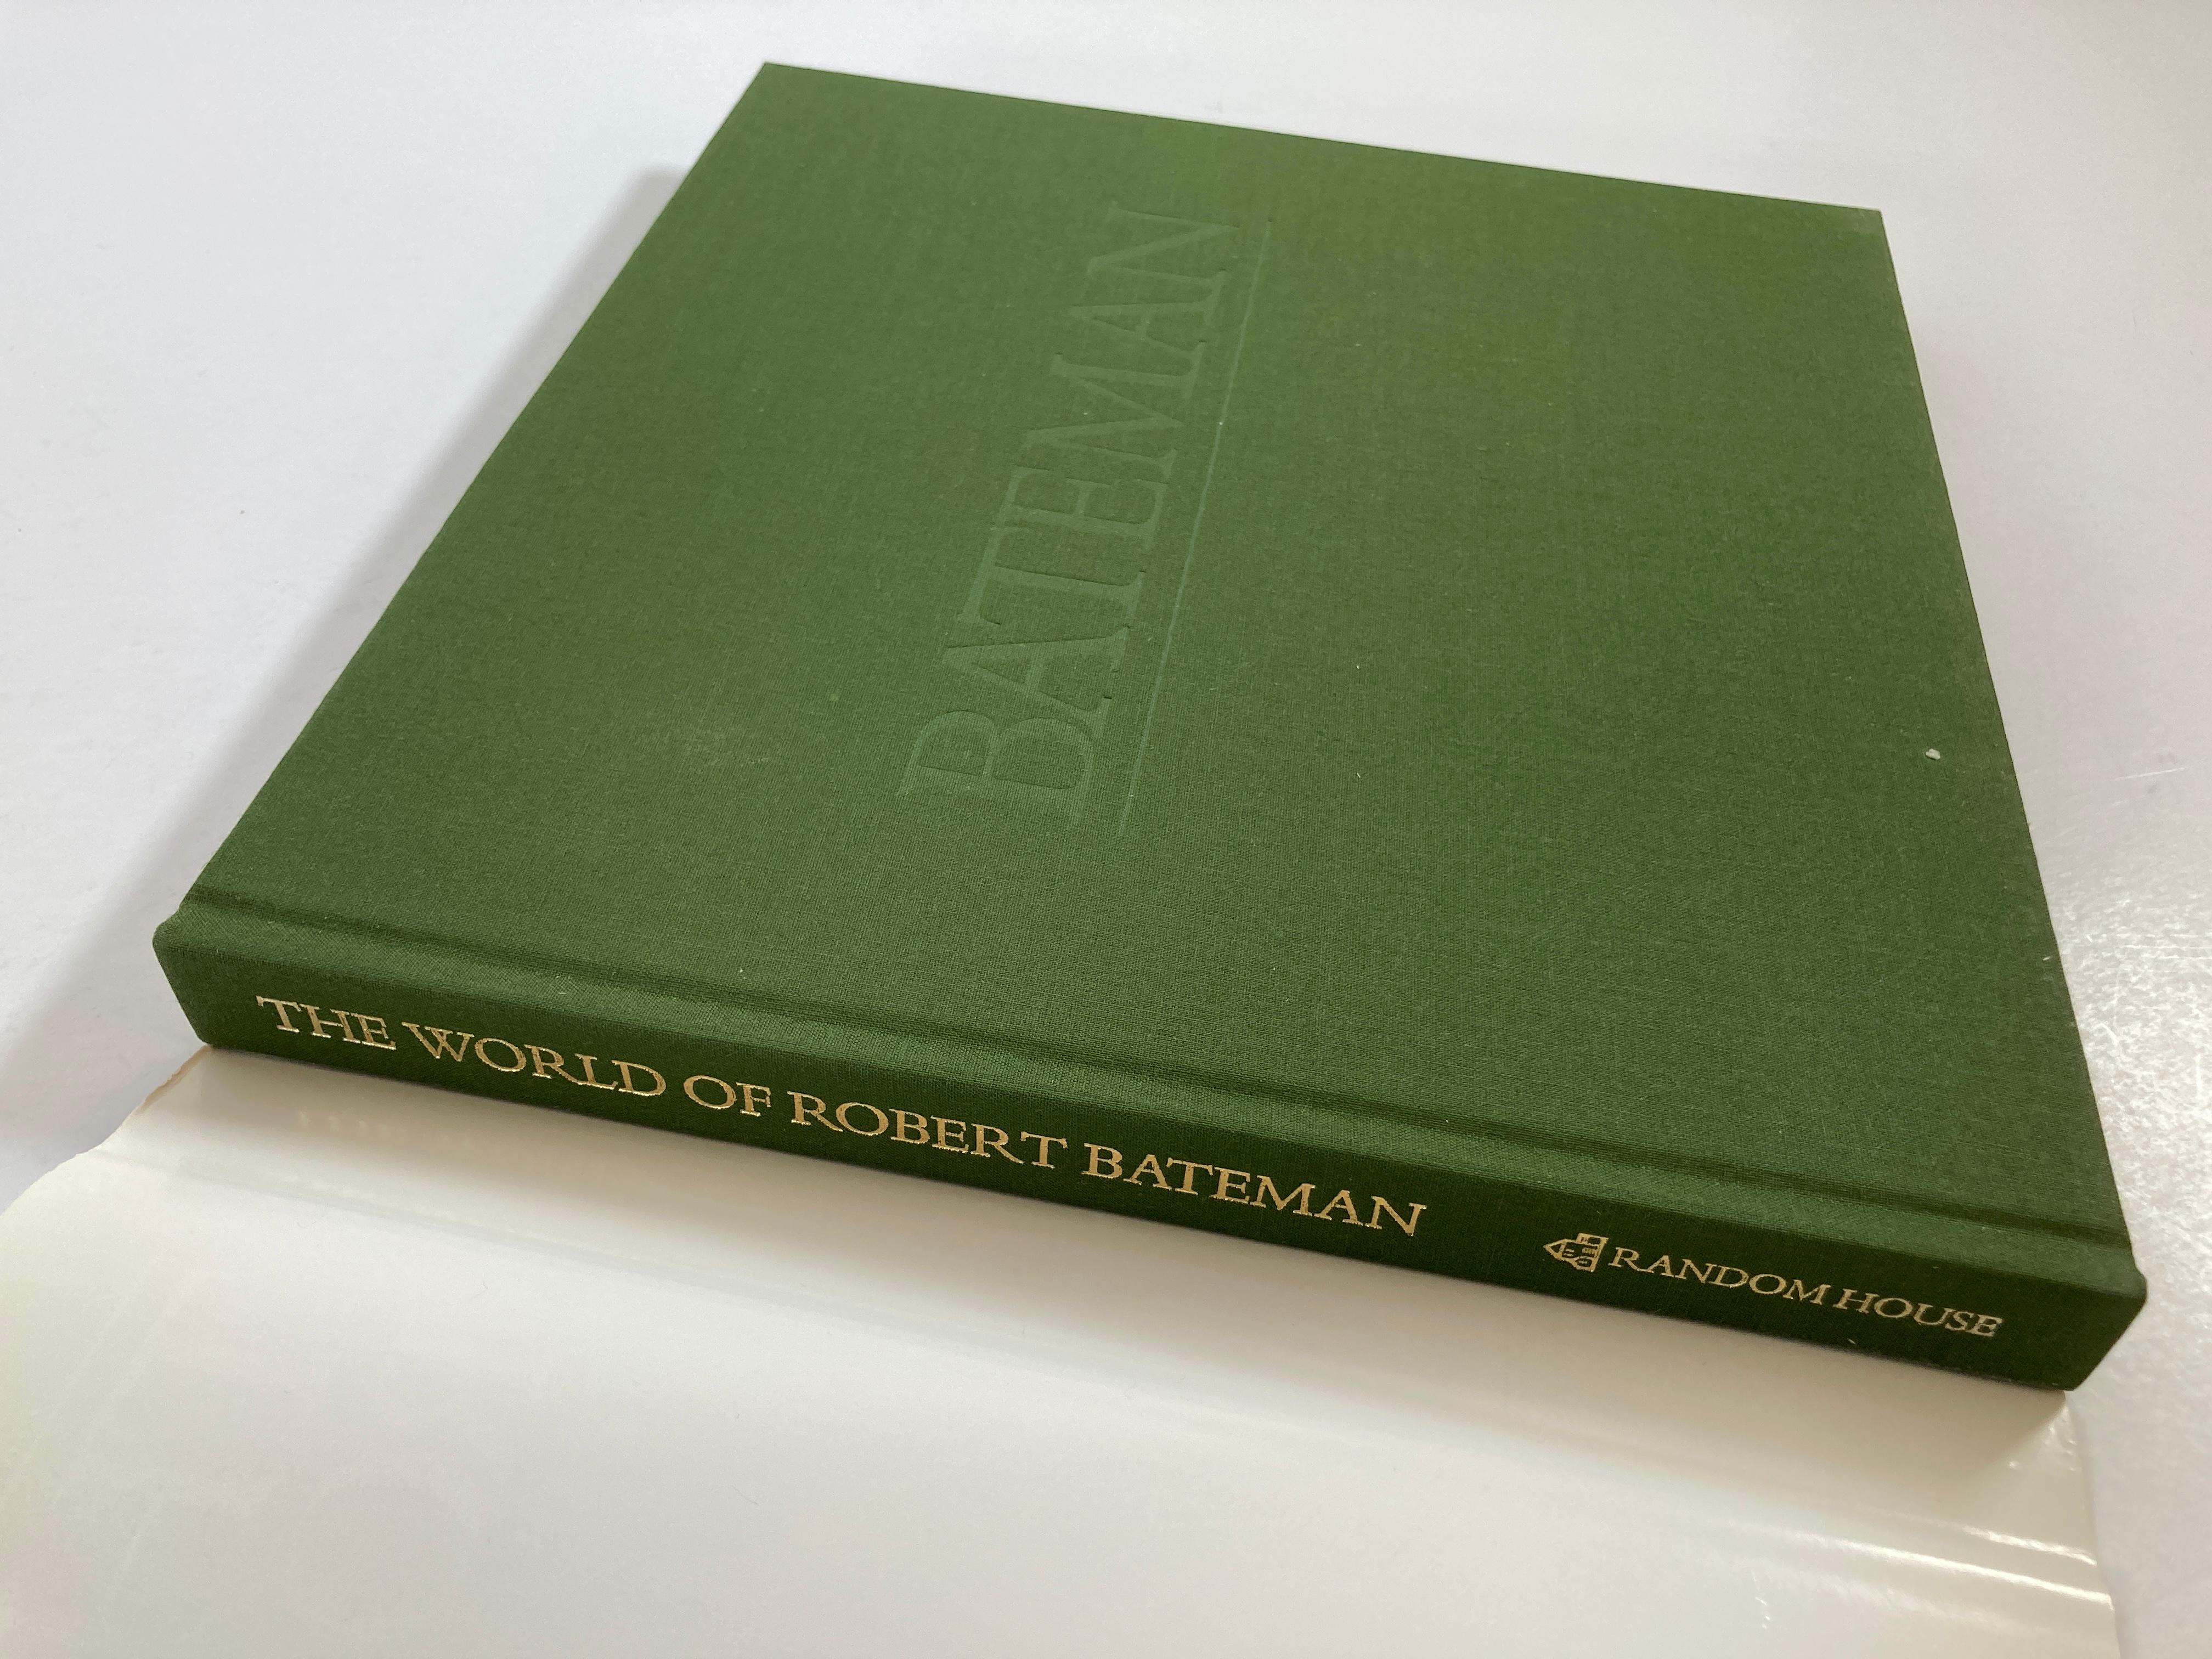 BATEMAN
THE WORLD OF ROBERT BATEMAN
RANDOM HOUSE